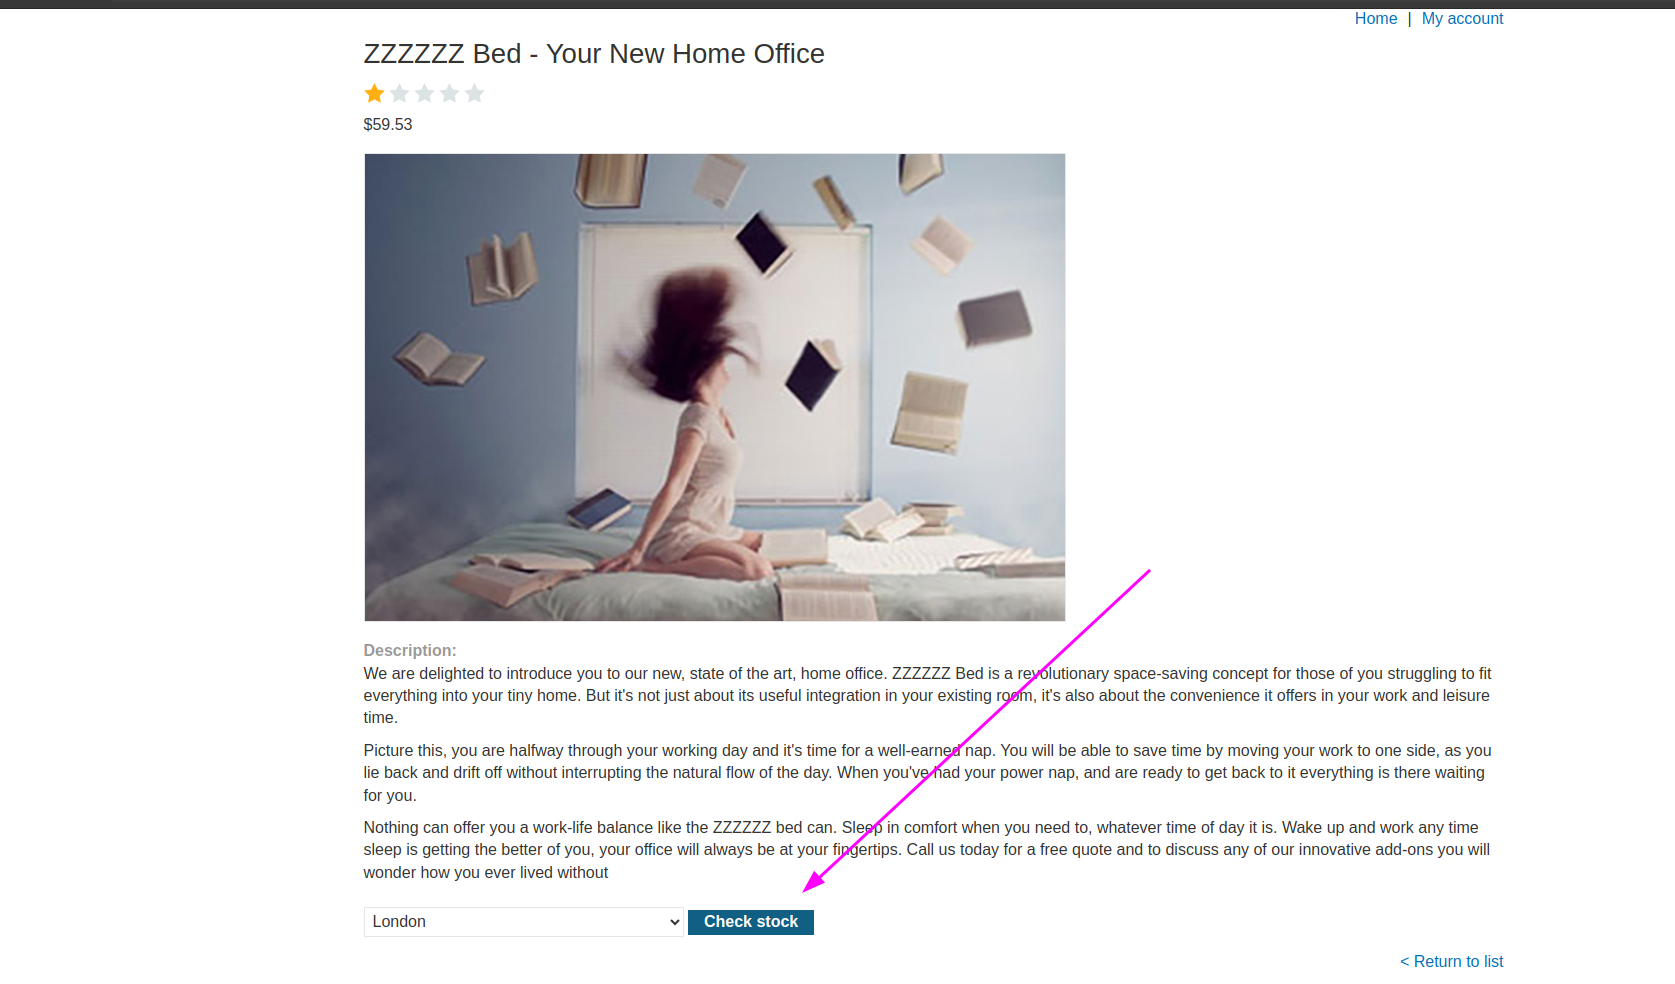 Home | My account
ZZZZZZ Bed - Your New Home Office
$59.53
Description:
We are delighted to introduce you to our new, state of the art, home office. ZZZZZZ Bed is a revolutionary space-saving concept for those of you struggling to fit
everything into your tiny home. But it's not just about its useful integration in your existing room, it's also about the convenience it offers in your work and leisure
time.
Picture this, you are halfway through your working day and it's time for a well-earned nap. You will be able to save time by moving your work to one side, as you
lie back and drift off without interrupting the natural flow of the day. When you've had your power nap, and are ready to get back to it everything is there waiting
for you.
Nothing can offer you a work-life balance like the ZZZZZZ bed can. Sleep in comfort when you need to, whatever time of day it is. Wake up and work any time
sleep is getting the better of you, your office will always be at your fingertips. Call us today for a free quote and to discuss any of our innovative add-ons you will
wonder how you ever lived without
London Check stock
< Return to list